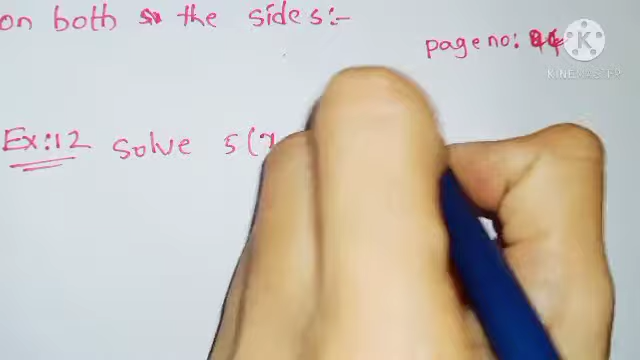 on both the sides:-
page no:
KINEMASTER
Ex:12 solve 5(x